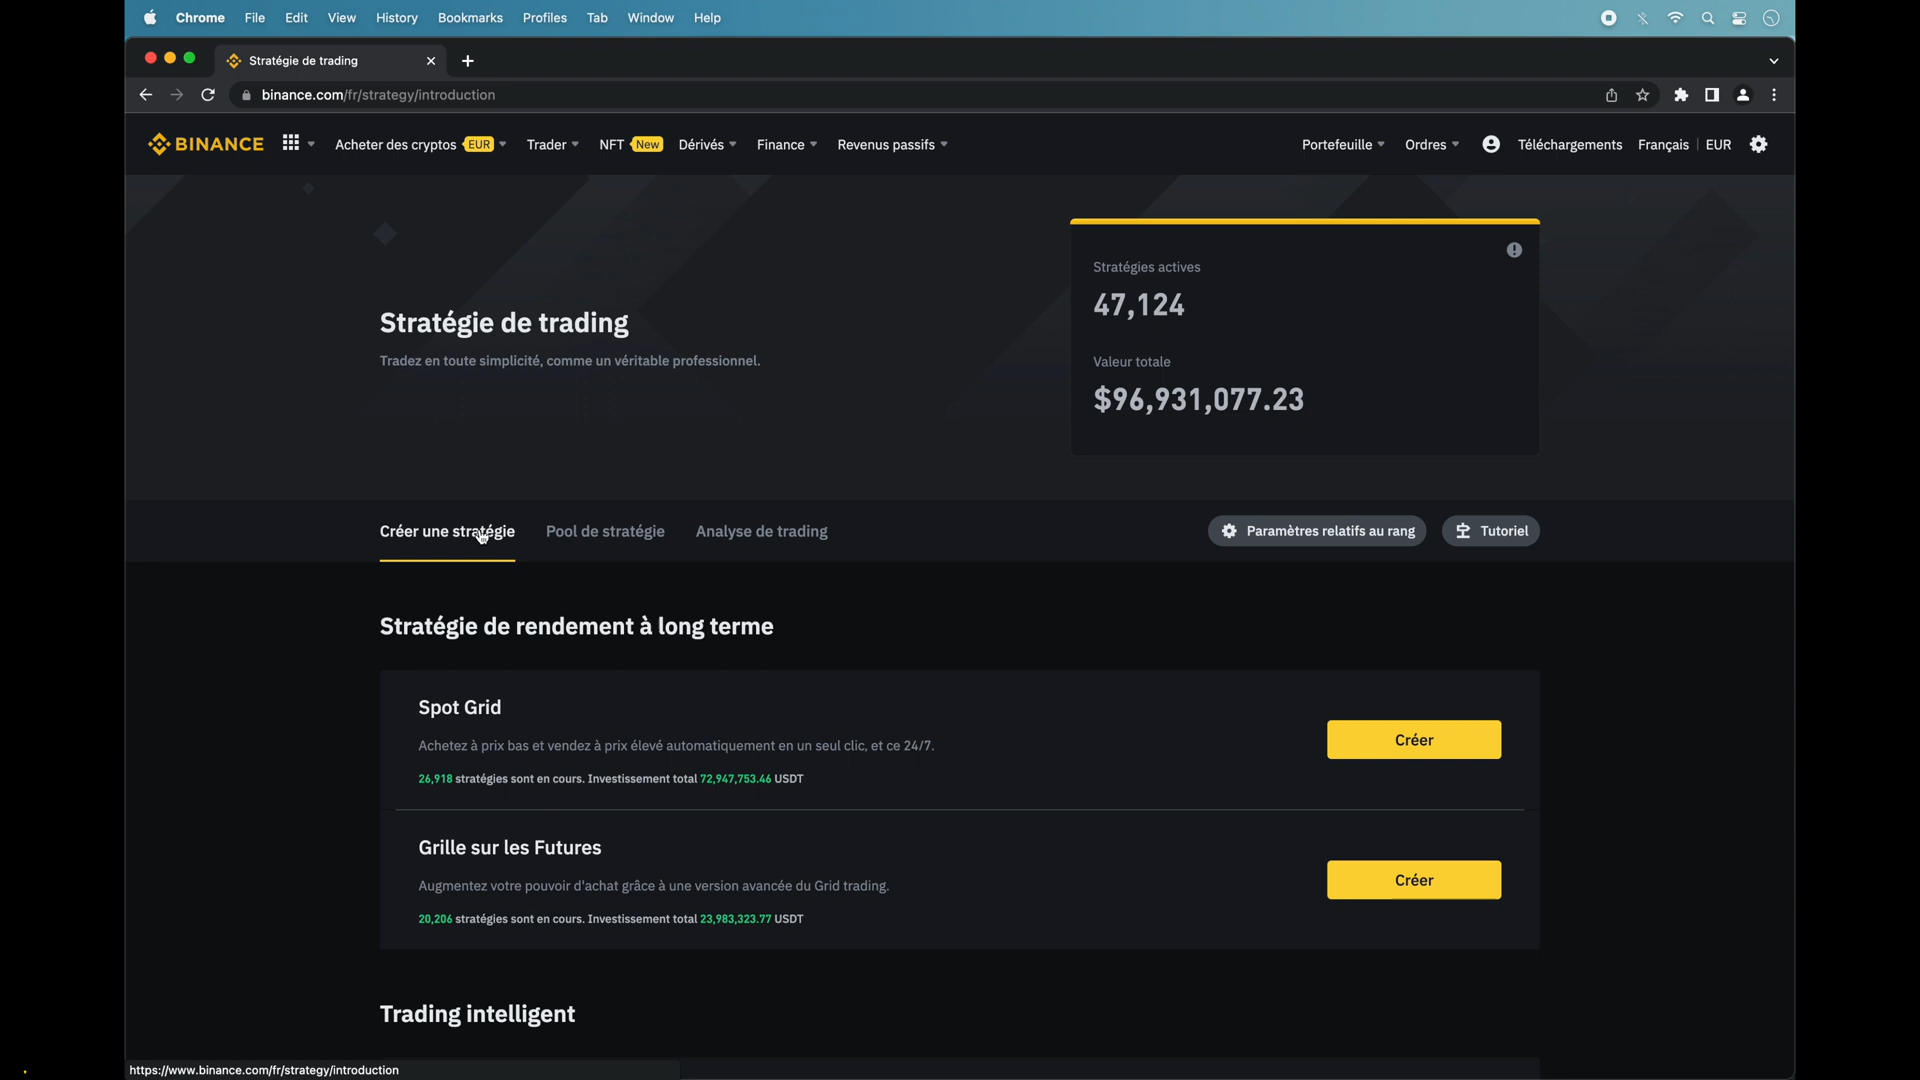 Chrome File Edit View History Bookmarks Profiles Tab Window Help
Stratégie de trading
binance.com/fr/strategy/introduction
BINANCE Acheter des cryptos EUR Trader NFT New Dérivés Finance Revenus passifs Portefeuille Ordres Téléchargements Français EUR
Stratégie de trading
Tradez en toute simplicité, comme un véritable professionnel.
Stratégies actives
47,124
Valeur totale
$96,931,077.23
Créer une stratégie Pool de stratégie Analyse de trading Paramètres relatifs au rang Tutoriel
Stratégie de rendement à long terme
Spot Grid
Achetez à prix bas et vendez à prix élevé automatiquement en un seul clic, et ce 24/7.
26,918 stratégies sont en cours. Investissement total 72,947,753.46 USDT
Créer
Grille sur les Futures
Augmentez votre pouvoir d'achat grâce à une version avancée du Grid trading.
20,206 stratégies sont en cours. Investissement total 23,983,323.77 USDT
Créer
Trading intelligent
https://www.binance.com/fr/strategy/introduction